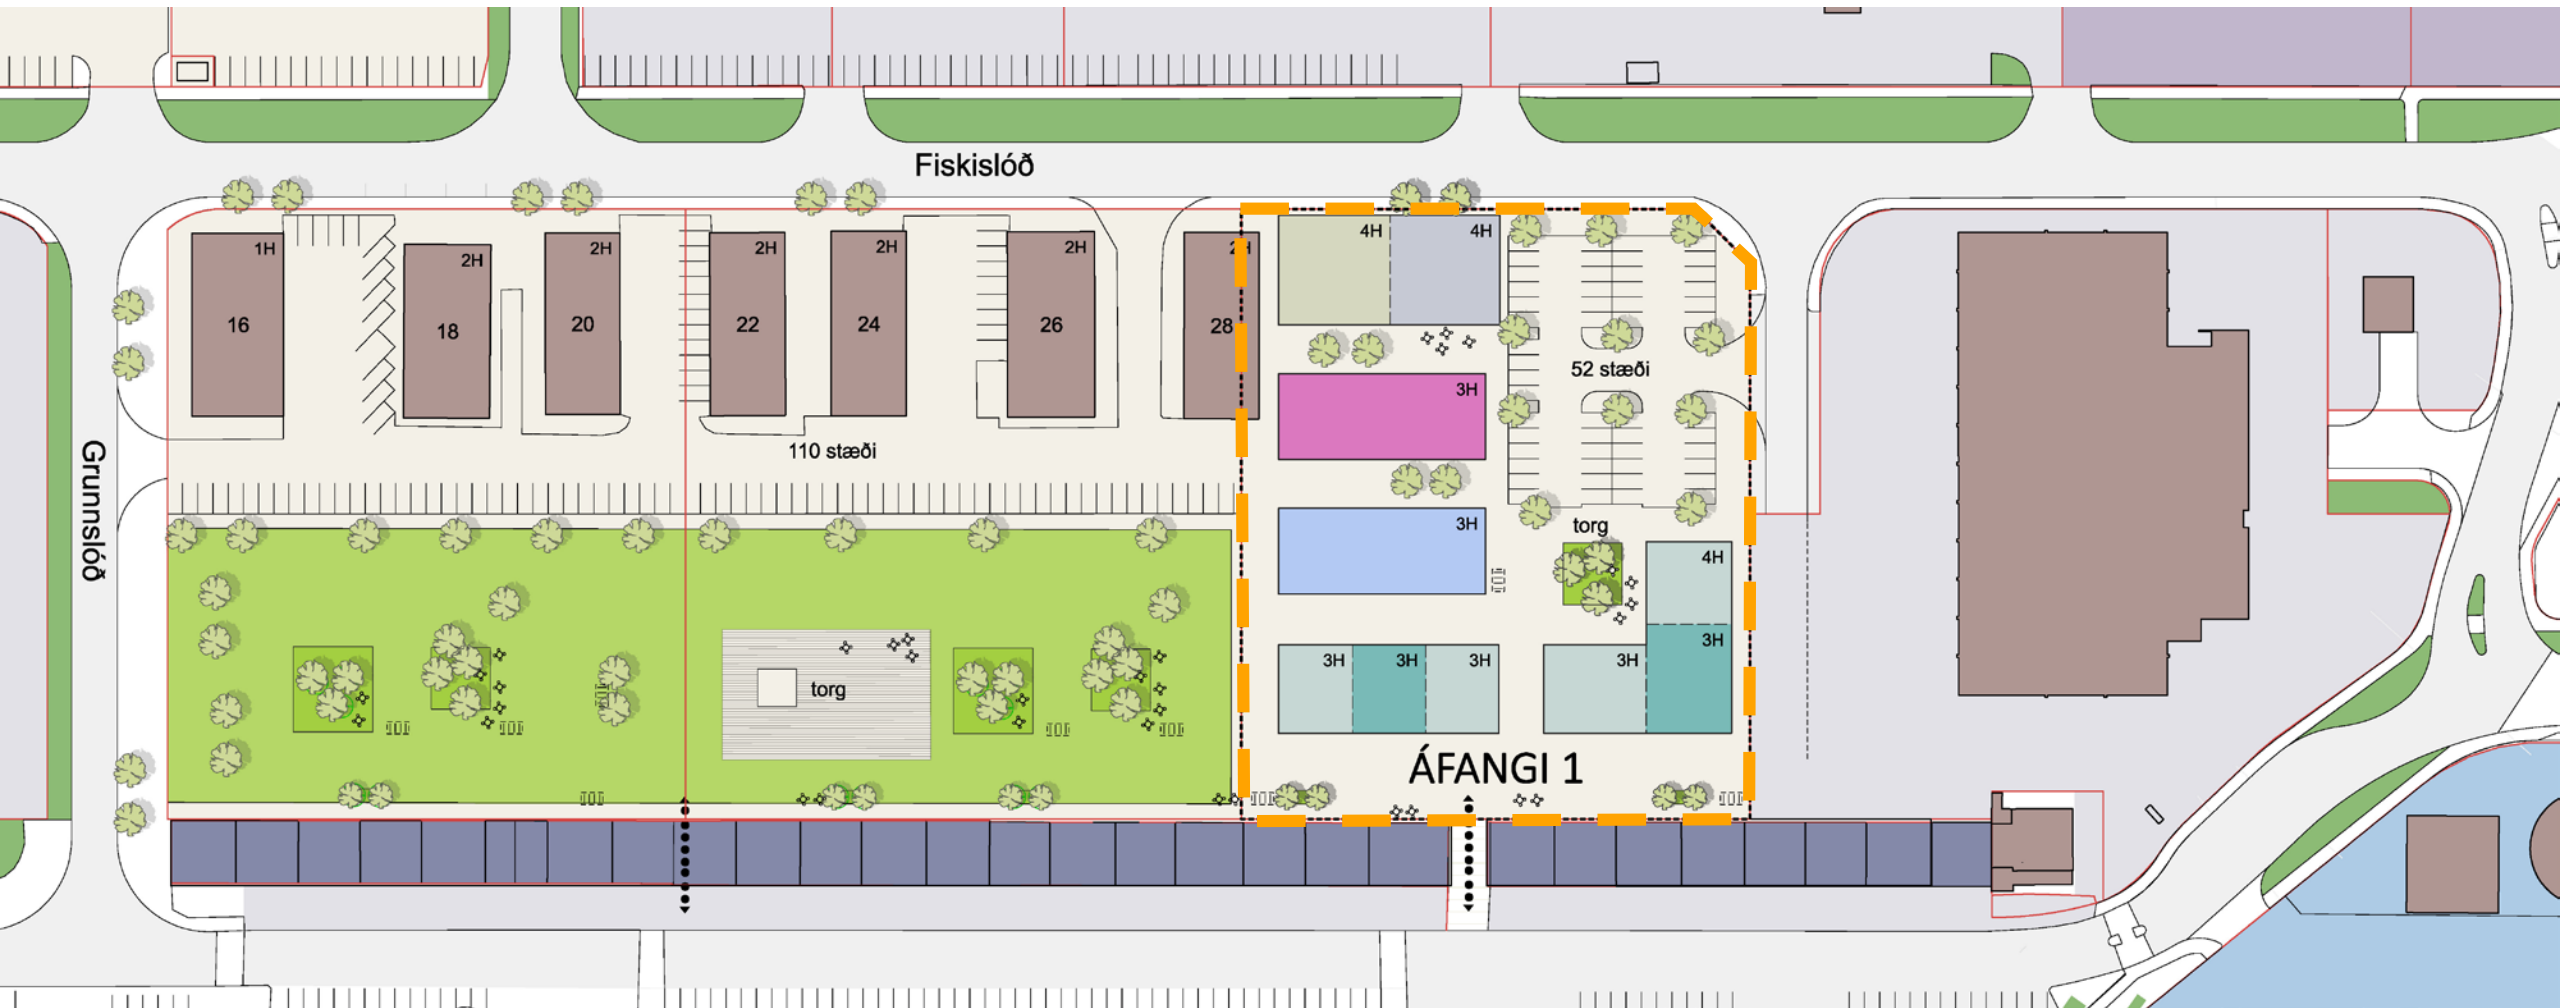 Fiskislóð
Grunnslóð
1H
16
2H
18
2H
20
2H
22
2H
24
2H
26
2H
28
110 stæði
torg
4H
4H
3H
3H
52 stæði
torg
4H
3H
3H
3H
3H
3H
ÁFANGI 1